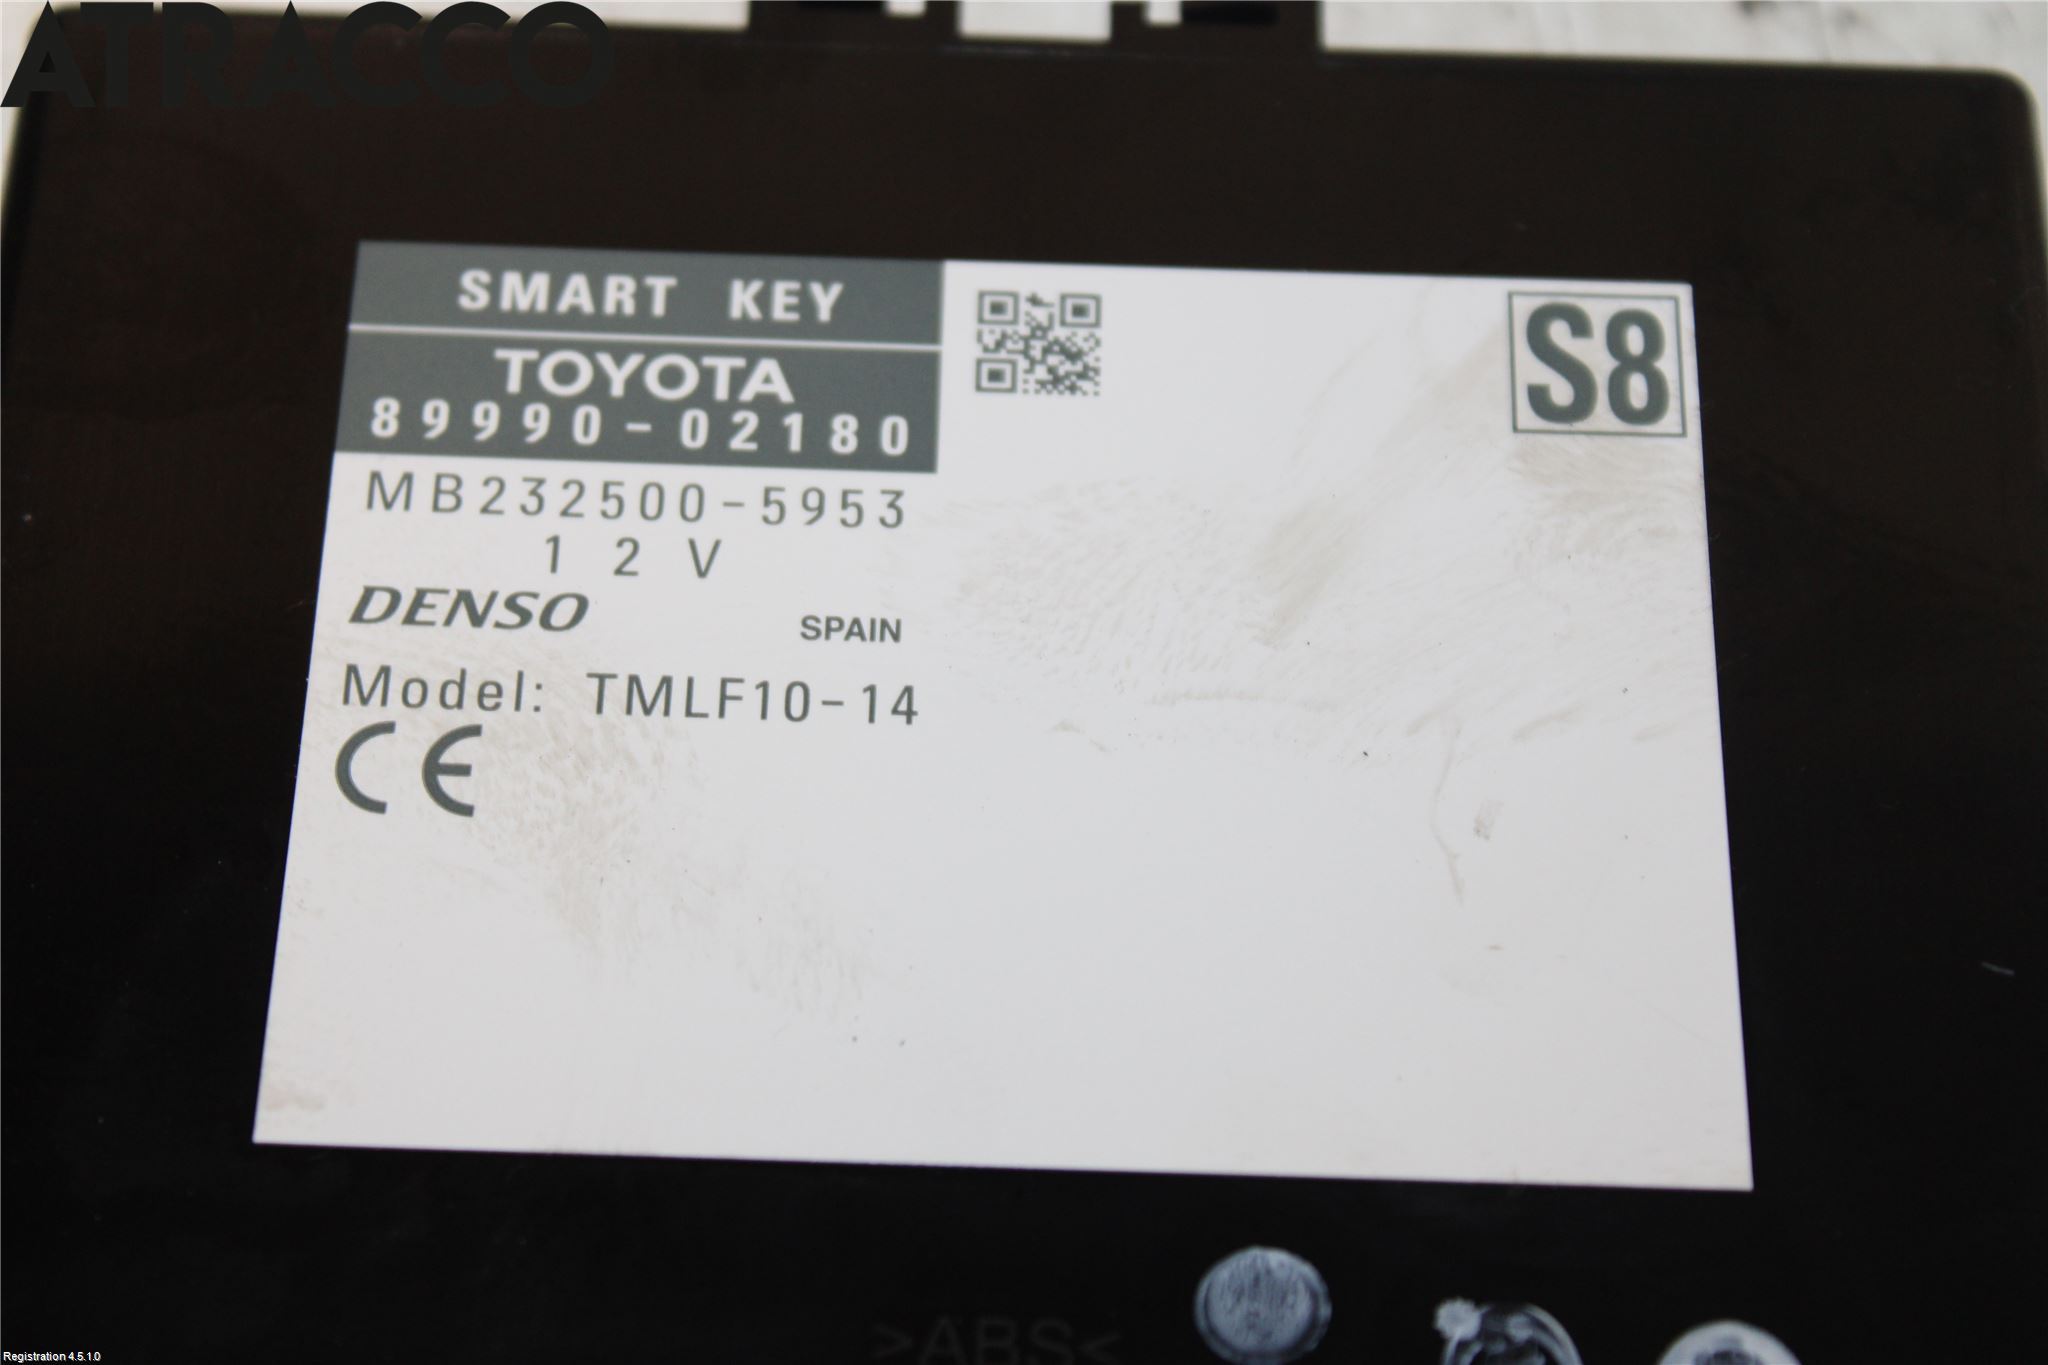 ATRACCO
SMART KEY
TOYOTA
89990-02180
S8
MB232500-5953
12V
DENSO
SPAIN
Model: TMLF10-14
CE
>ABS<
Registration 4.5.1.0